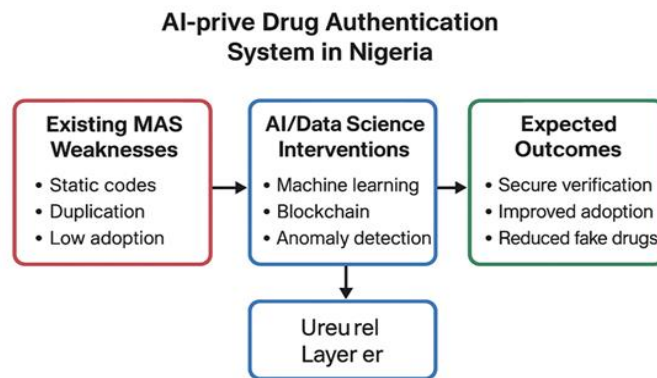 AI-prive Drug Authentication
System in Nigeria
Existing MAS
Weaknesses
• Static codes
• Duplication
• Low adoption
AI/Data Science
Interventions
• Machine learning
• Blockchain
• Anomaly detection
Expected
Outcomes
• Secure verification
• Improved adoption
• Reduced fake drugs
Ureu rel
Layer er